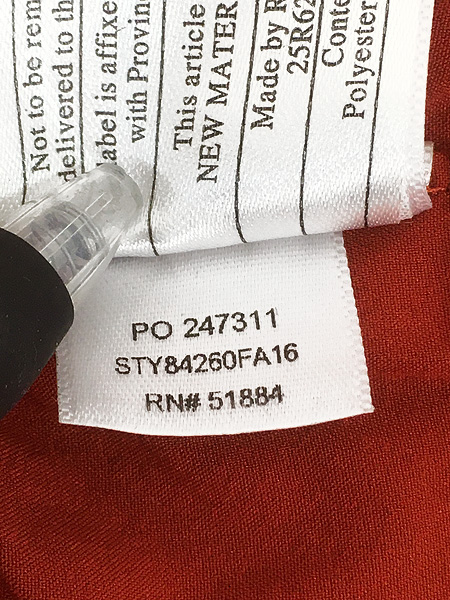 Not to be rem
delivered to th
label is affixe
with Provin
This article
NEW MATER
Made by R
25R62
Conte
Polyester
PO 247311
STY84260FA16
RN# 51884